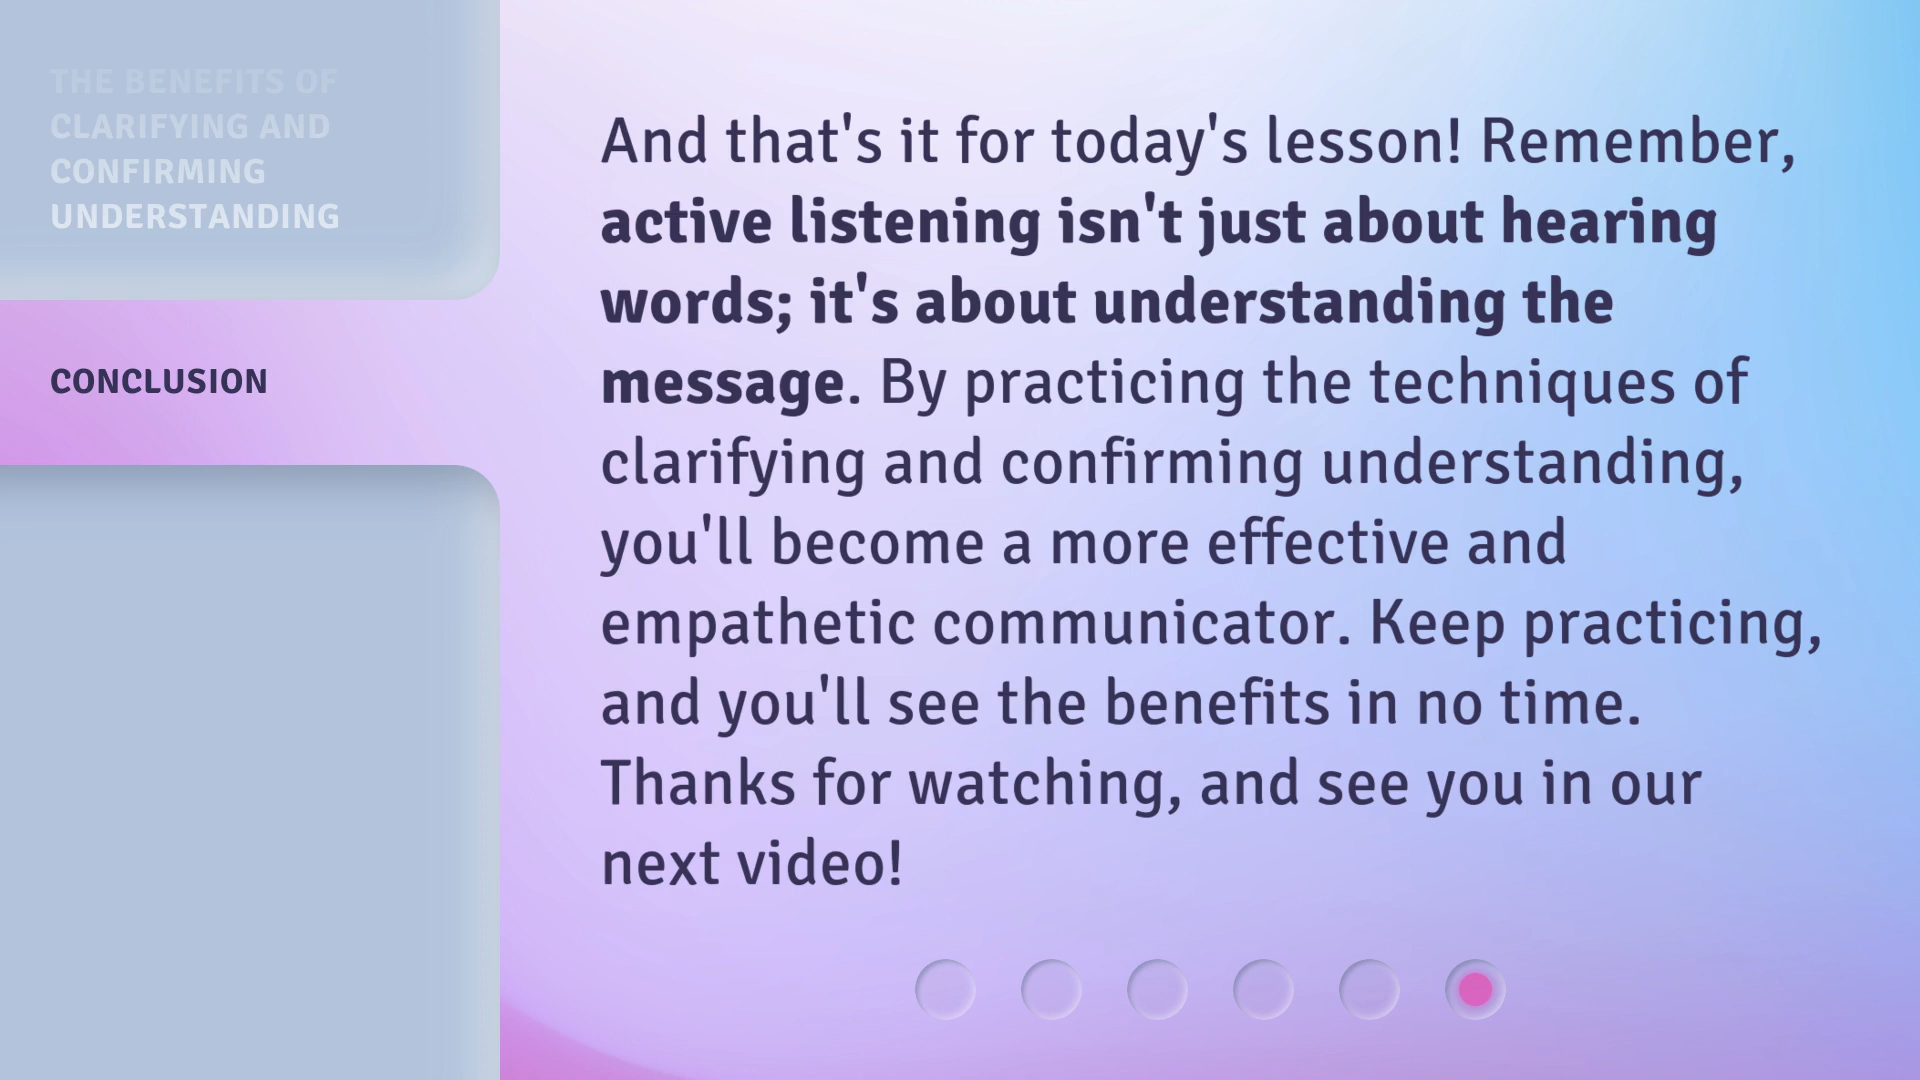 THE BENEFITS OF
CLARIFYING AND
CONFIRMING
UNDERSTANDING
CONCLUSION
And that's it for today's lesson! Remember,
active listening isn't just about hearing
words; it's about understanding the
message. By practicing the techniques of
clarifying and confirming understanding,
you'll become a more effective and
empathetic communicator. Keep practicing,
and you'll see the benefits in no time.
Thanks for watching, and see you in our
next video!